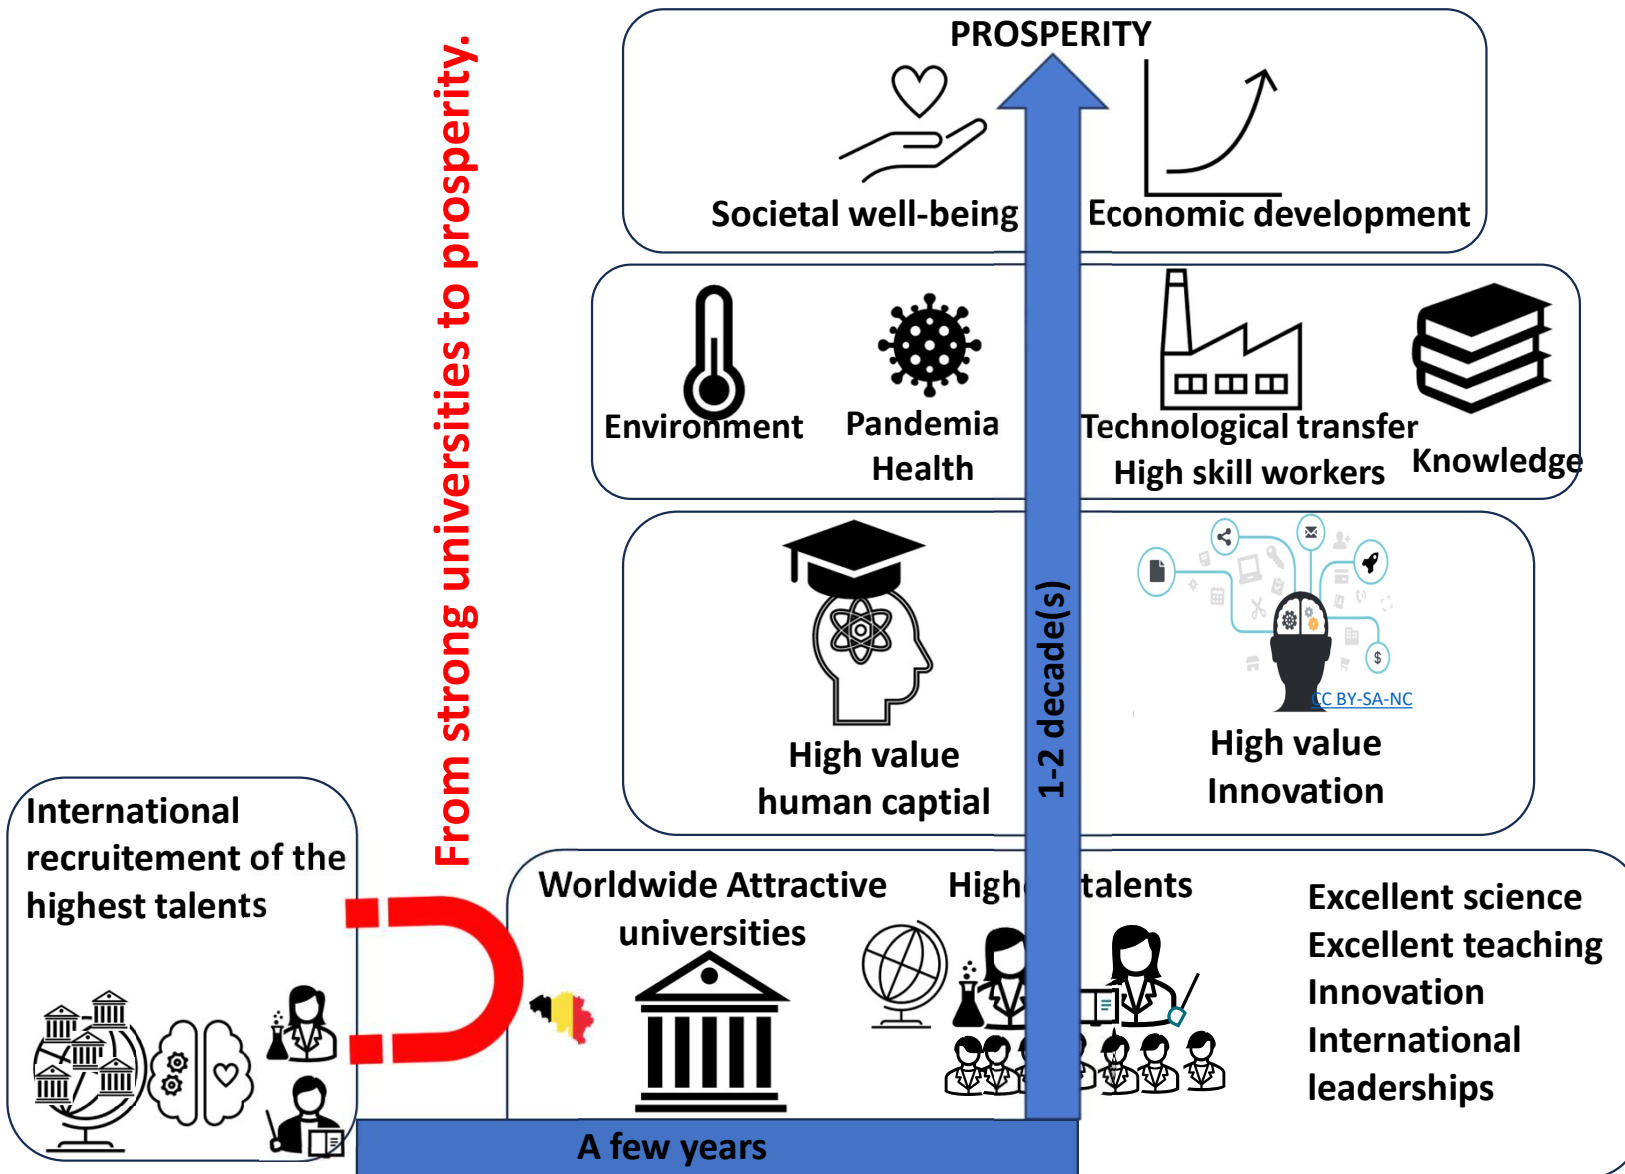 From strong universities to prosperity.
PROSPERITY
Societal well-being
Economic development
Environment
Pandemia
Health
Technological transfer
High skill workers
Knowledge
High value
human captial
$
CC BY-SA-NC
High value
Innovation
1-2 decade(s)
International
recruitement of the
highest talents
Worldwide Attractive
universities
talents
Excellent science
Excellent teaching
Innovation
International
leaderships
A few years